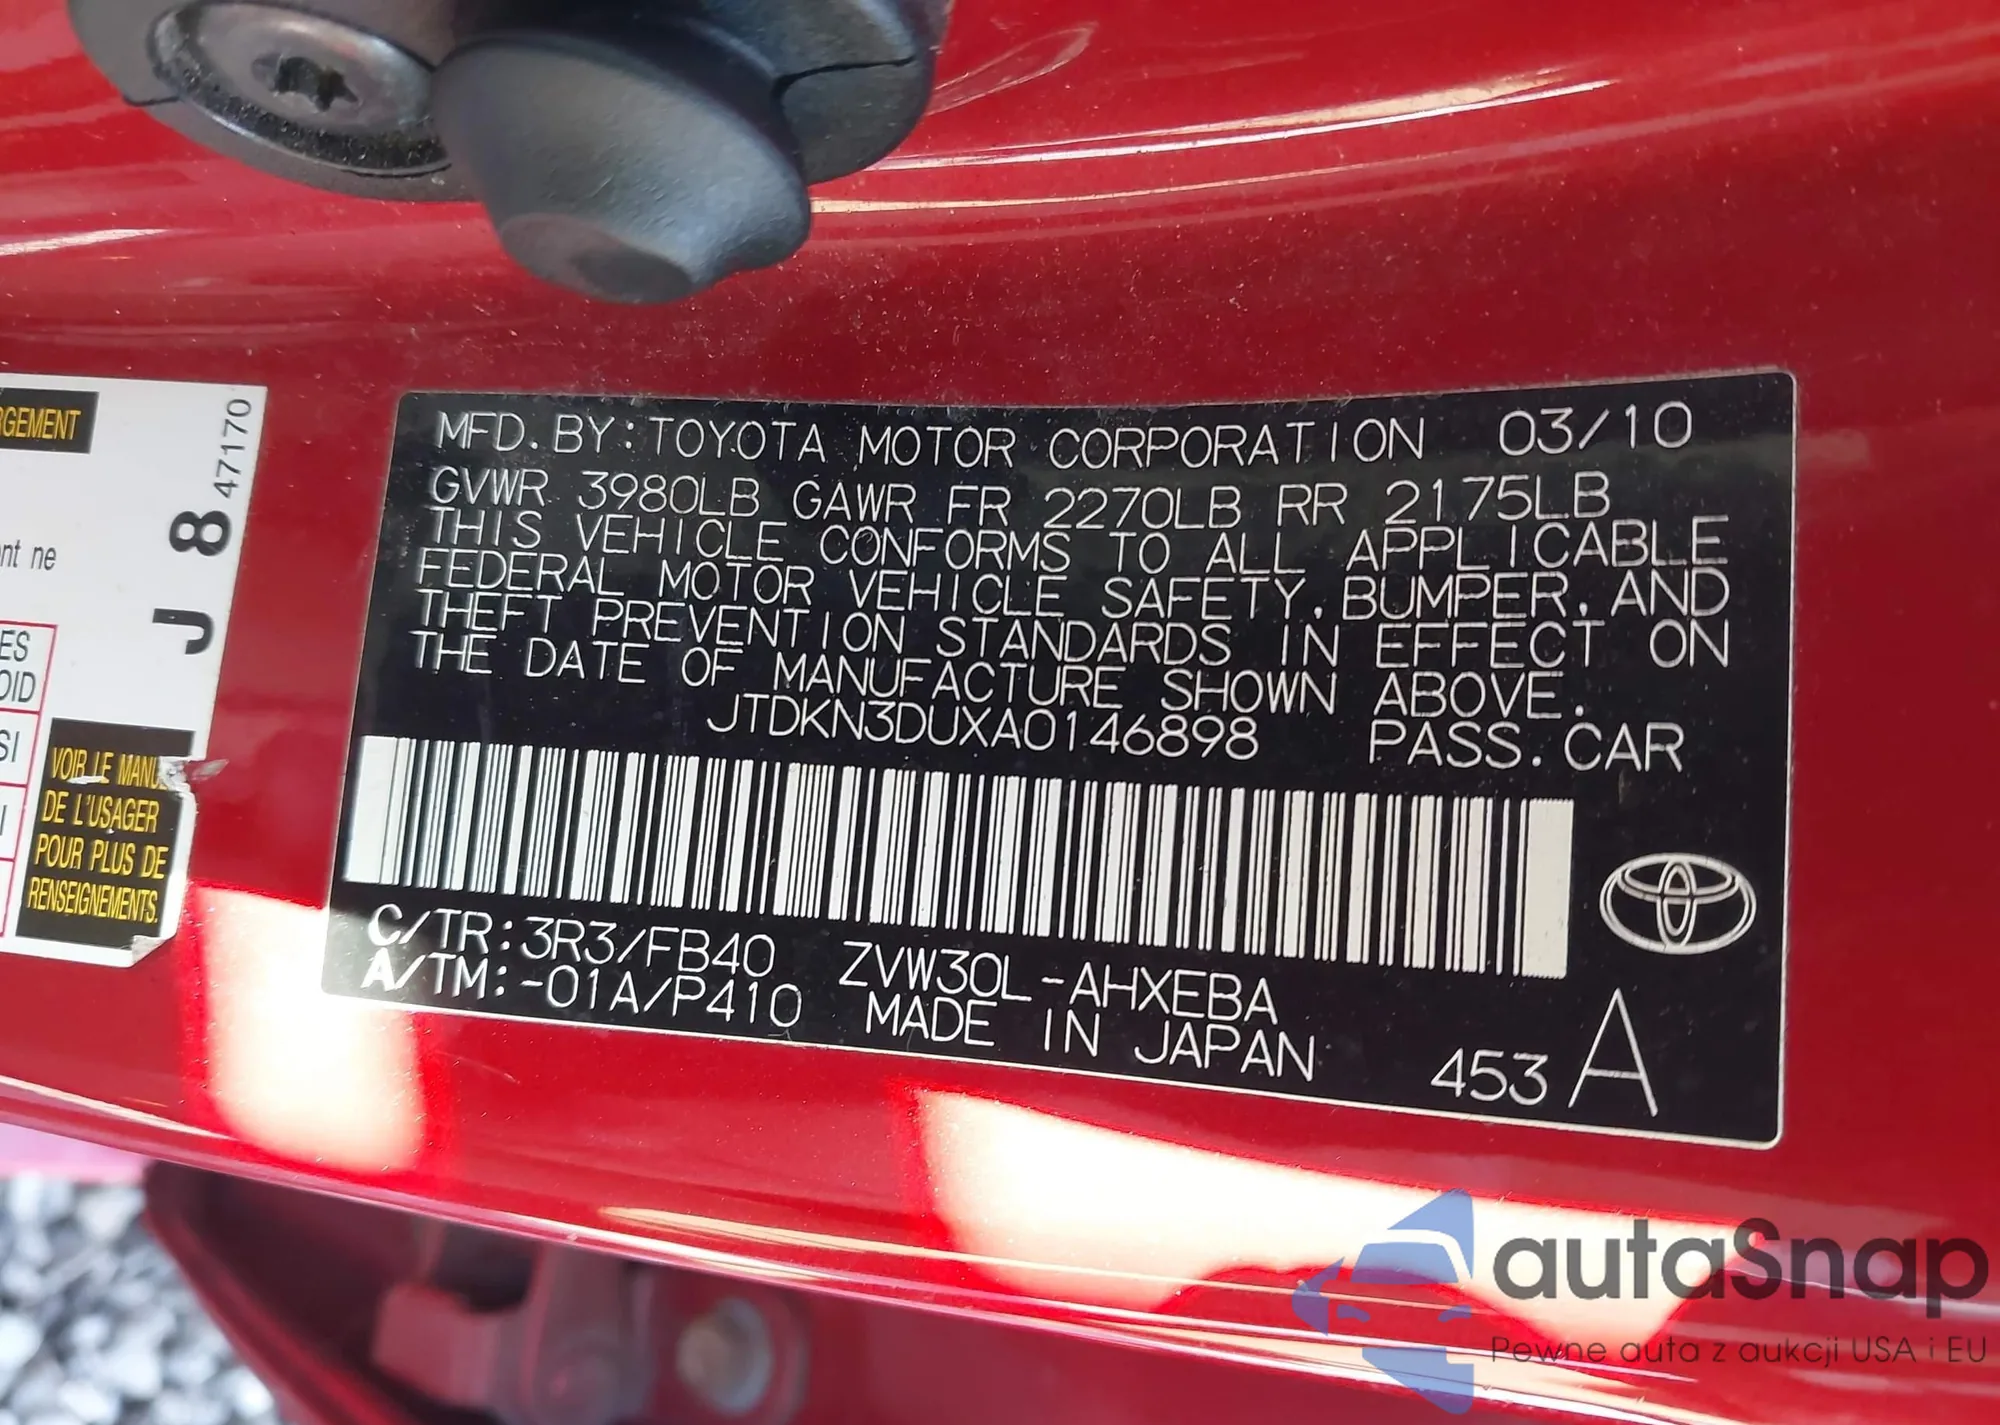 RGEMENT
47170
J 8
nt ne
ES
OID
SI
I
VOIR LE MANU
DE L'USAGER
POUR PLUS DE
RENSEIGNEMENTS.
MFD. BY: TOYOTA MOTOR CORPORATION 03/10
GVWR 3980LB GAWR FR 2270LB RR 2175LB
THIS VEHICLE CONFORMS TO ALL APPLICABLE
FEDERAL MOTOR VEHICLE SAFETY, BUMPER, AND
THEFT PREVENTION STANDARDS IN EFFECT ON
THE DATE OF MANUFACTURE SHOWN ABOVE.
JTDKN3DUXA0146898 PASS. CAR
C/TR: 3R3/FB40 ZVW30L-AHXEBA
A/TM: -01A/P410 MADE IN JAPAN
453 A
autaSnap
Pewne auta z aukcji USA i EU